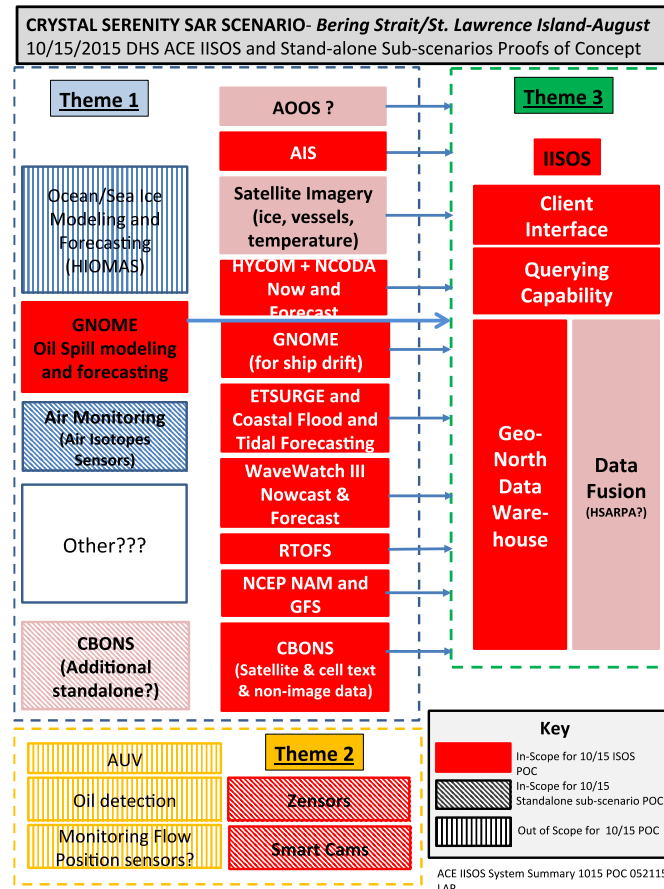 CRYSTAL SERENITY SAR SCENARIO- Bering Strait/St. Lawrence Island-August
10/15/2015 DHS ACE IISOS and Stand-alone Sub-scenarios Proofs of Concept
Theme 1
Ocean/Sea Ice
Modeling and
Forecasting
(HIOMAS)
GNOME
Oil Spill modeling
and forecasting
Air Monitoring
(Air Isotopes
Sensors)
Other???
CBONS
(Additional
standalone?)
AOOS ?
AIS
Satellite Imagery
(ice, vessels,
temperature)
HYCOM + NCODA
Now and
Forecast
GNOME
(for ship drift)
ETSURGE and
Coastal Flood and
Tidal Forecasting
WaveWatch III
Nowcast &
Forecast
RTOFS
NCEP NAM and
GFS
CBONS
(Satellite & cell text
& non-image data)
Theme 3
IISOS
Client
Interface
Querying
Capability
Geo-
North
Data
Ware-
house
Data
Fusion
(HSARPA?)
Theme 2
AUV
Oil detection
Monitoring Flow
Position sensors?
Zensors
Smart Cams
Key
In-Scope for 10/15 ISOS
POC
In-Scope for 10/15
Standalone sub-scenario POC
Out of Scope for 10/15 POC
ACE IISOS System Summary 1015 POC 052115
LAP